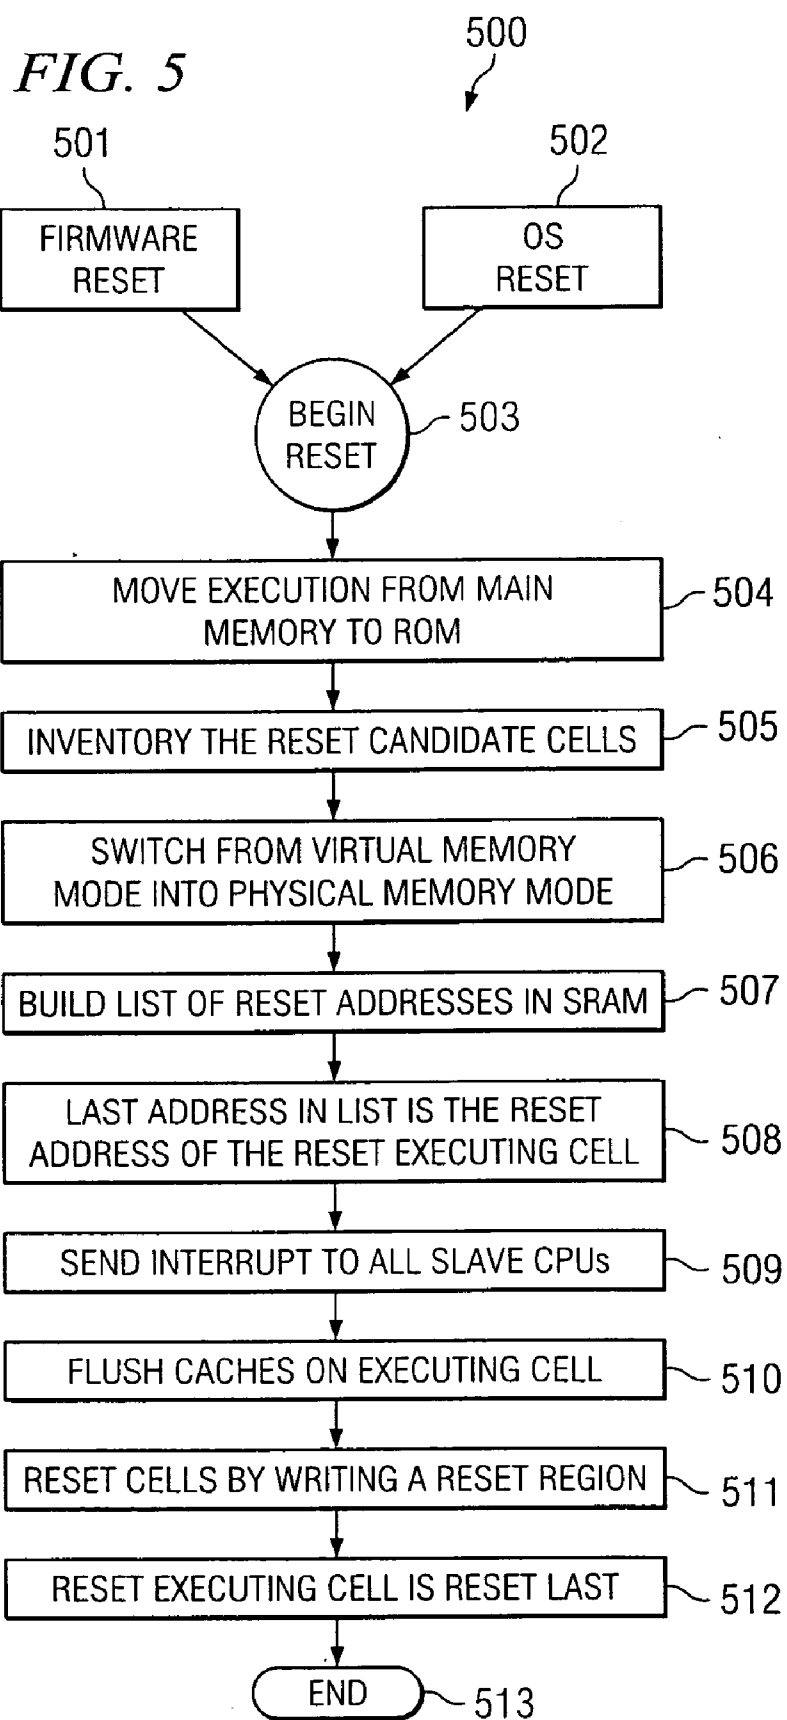 FIG. 5
500
501
502
FIRMWARE
RESET
OS
RESET
BEGIN
RESET
503
MOVE EXECUTION FROM MAIN
MEMORY TO ROM
504
INVENTORY THE RESET CANDIDATE CELLS
505
SWITCH FROM VIRTUAL MEMORY
MODE INTO PHYSICAL MEMORY MODE
506
BUILD LIST OF RESET ADDRESSES IN SRAM
507
LAST ADDRESS IN LIST IS THE RESET
ADDRESS OF THE RESET EXECUTING CELL
508
SEND INTERRUPT TO ALL SLAVE CPUs
509
FLUSH CACHES ON EXECUTING CELL
510
RESET CELLS BY WRITING A RESET REGION
511
RESET EXECUTING CELL IS RESET LAST
512
END
513